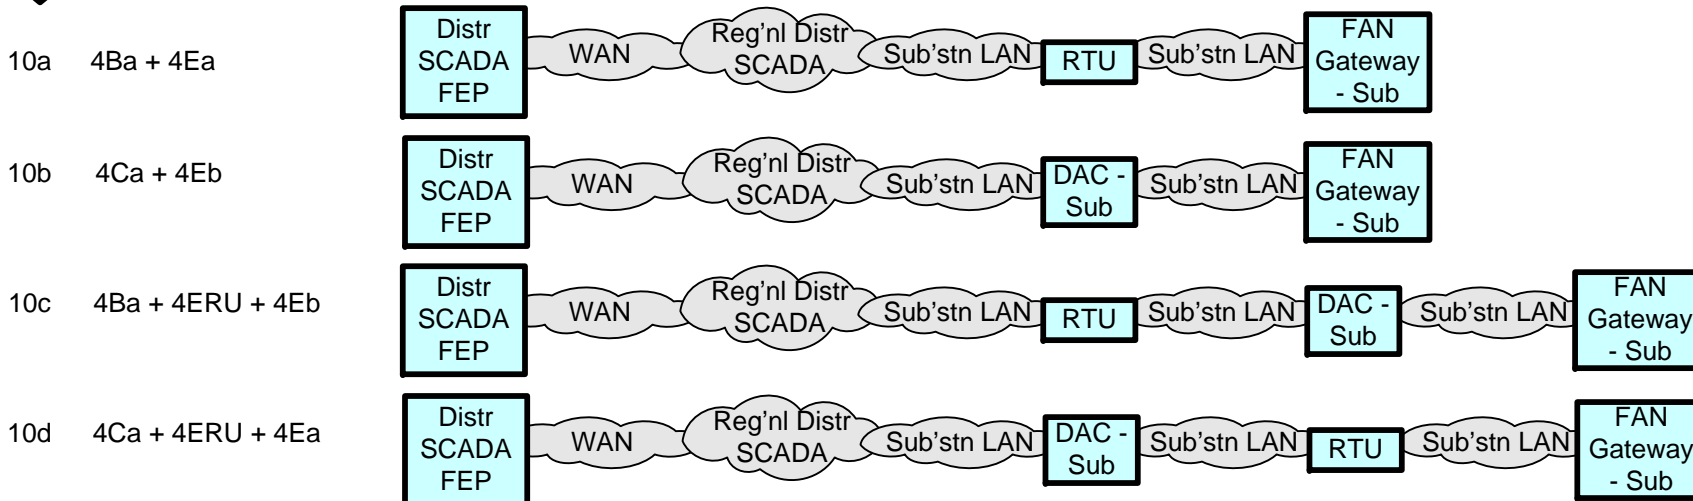 10a 4Ba + 4Ea
Distr
SCADA
FEP
WAN
Reg'nl Distr
SCADA
Sub'stn LAN
RTU
Sub'stn LAN
FAN
Gateway
- Sub
10b 4Ca + 4Eb
Distr
SCADA
FEP
WAN
Reg'nl Distr
SCADA
Sub'stn LAN
DAC -
Sub
Sub'stn LAN
FAN
Gateway
- Sub
10c 4Ba + 4ERU + 4Eb
Distr
SCADA
FEP
WAN
Reg'nl Distr
SCADA
Sub'stn LAN
RTU
Sub'stn LAN
DAC -
Sub
Sub'stn LAN
FAN
Gateway
- Sub
10d 4Ca + 4ERU + 4Ea
Distr
SCADA
FEP
WAN
Reg'nl Distr
SCADA
Sub'stn LAN
DAC -
Sub
Sub'stn LAN
RTU
Sub'stn LAN
FAN
Gateway
- Sub